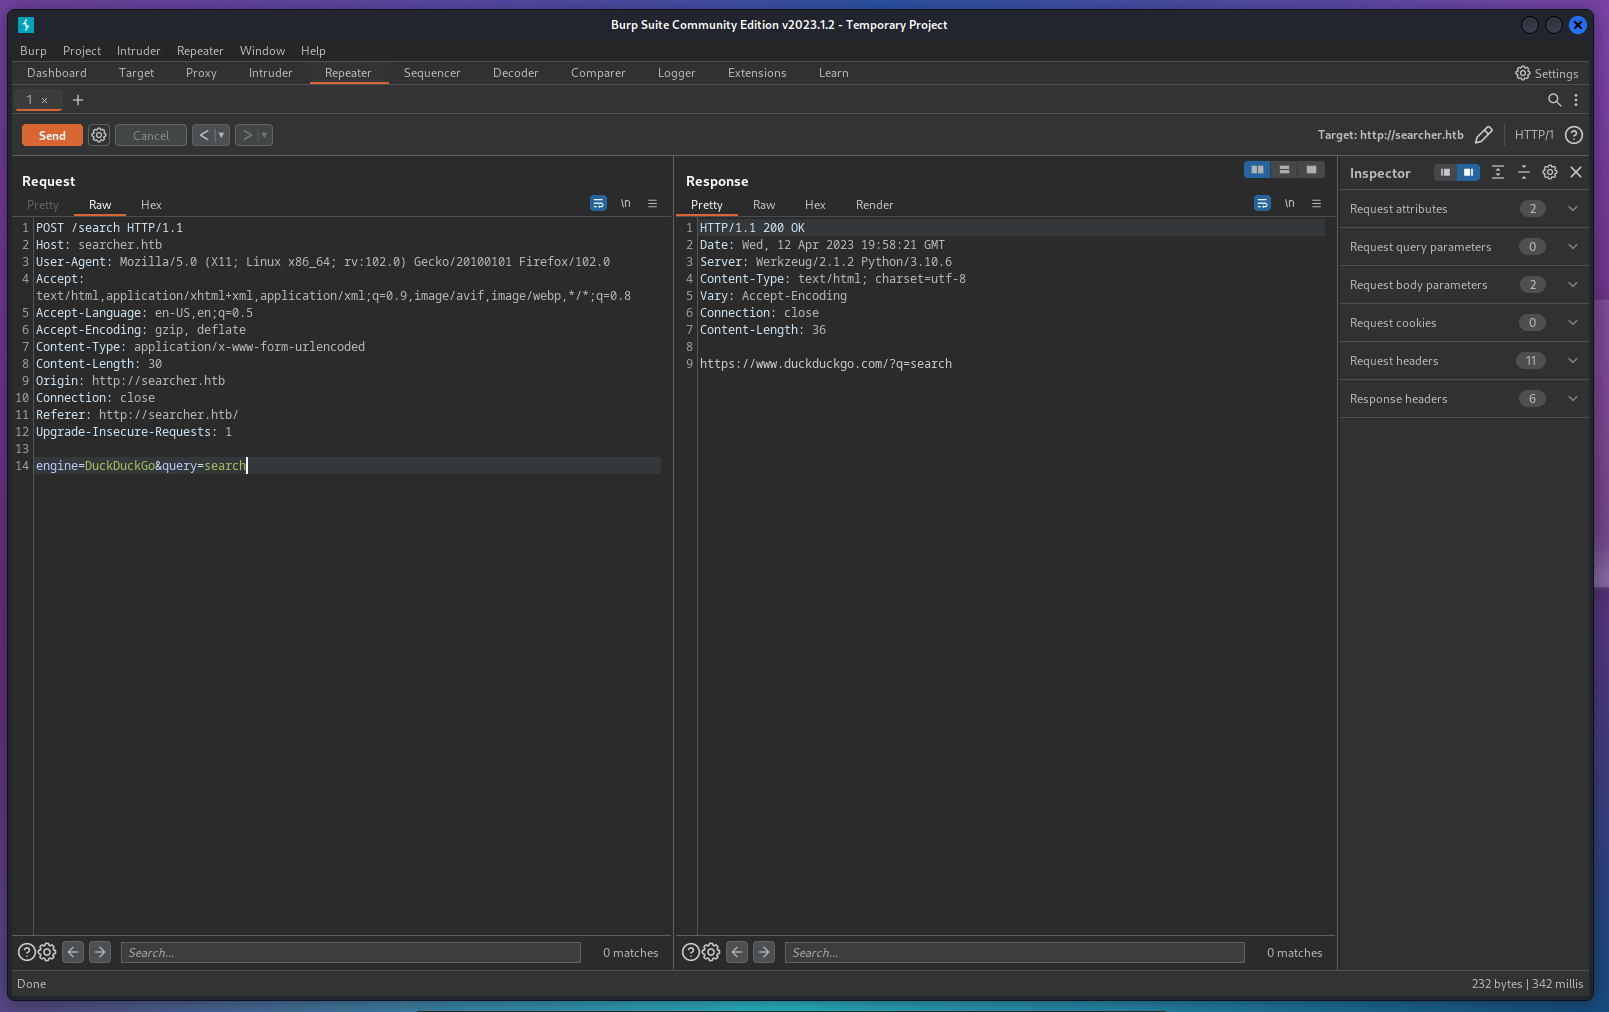 Burp Suite Community Edition v2023.1.2 - Temporary Project
Burp Project Intruder Repeater Window Help
Dashboard Target Proxy Intruder Repeater Sequencer Decoder Comparer Logger Extensions Learn Settings
1 × +
Send Cancel < > Target: http://searcher.htb HTTP/1 ?
Request
Pretty Raw Hex \n
1 POST /search HTTP/1.1
2 Host: searcher.htb
3 User-Agent: Mozilla/5.0 (X11; Linux x86_64; rv:102.0) Gecko/20100101 Firefox/102.0
4 Accept:
text/html,application/xhtml+xml,application/xml;q=0.9,image/avif,image/webp,*/*;q=0.8
5 Accept-Language: en-US,en;q=0.5
6 Accept-Encoding: gzip, deflate
7 Content-Type: application/x-www-form-urlencoded
8 Content-Length: 30
9 Origin: http://searcher.htb
10 Connection: close
11 Referer: http://searcher.htb/
12 Upgrade-Insecure-Requests: 1
13
14 engine=DuckDuckGo&query=search
? Search... 0 matches
Response
Pretty Raw Hex Render \n
1 HTTP/1.1 200 OK
2 Date: Wed, 12 Apr 2023 19:58:21 GMT
3 Server: Werkzeug/2.1.2 Python/3.10.6
4 Content-Type: text/html; charset=utf-8
5 Vary: Accept-Encoding
6 Connection: close
7 Content-Length: 36
8
9 https://www.duckduckgo.com/?q=search
? Search... 0 matches
Inspector
Request attributes 2
Request query parameters 0
Request body parameters 2
Request cookies 0
Request headers 11
Response headers 6
Done
232 bytes | 342 millis